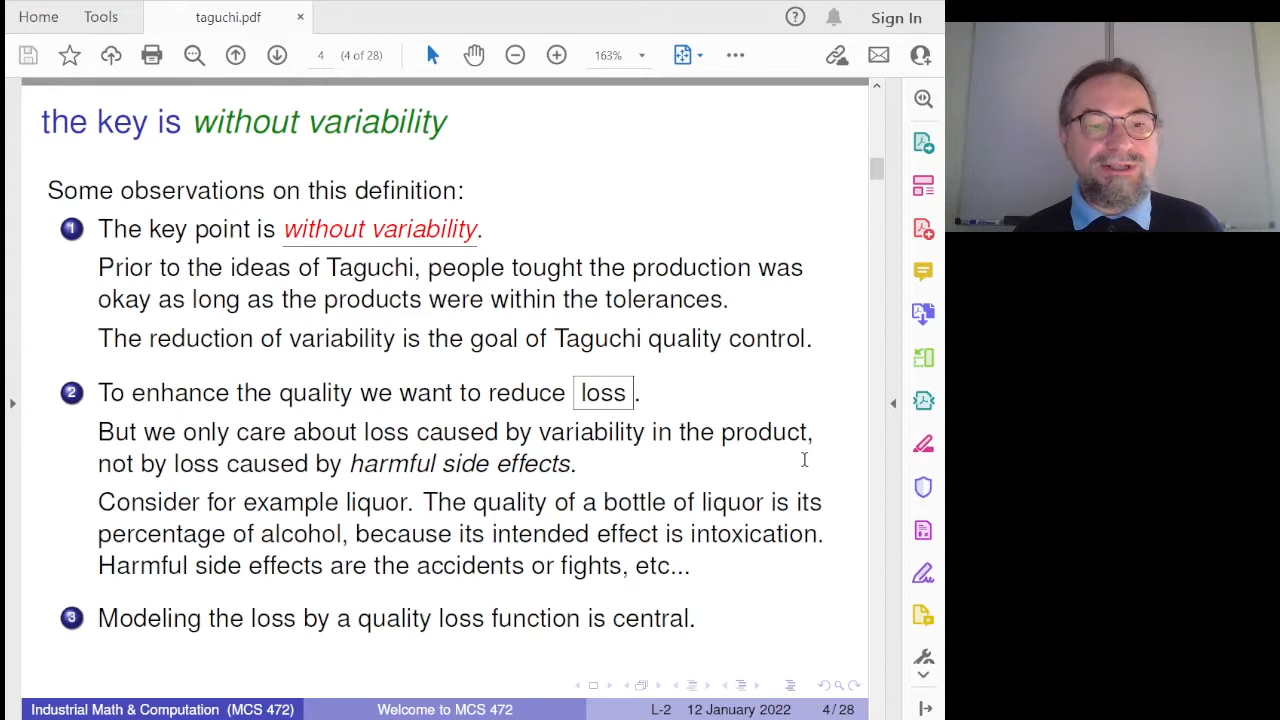 Home Tools taguchi.pdf × Sign In
4 (4 of 28) 163%
the key is without variability
Some observations on this definition:
1 The key point is without variability.
Prior to the ideas of Taguchi, people tought the production was
okay as long as the products were within the tolerances.
The reduction of variability is the goal of Taguchi quality control.
2 To enhance the quality we want to reduce loss.
But we only care about loss caused by variability in the product,
not by loss caused by harmful side effects.
Consider for example liquor. The quality of a bottle of liquor is its
percentage of alcohol, because its intended effect is intoxication.
Harmful side effects are the accidents or fights, etc...
3 Modeling the loss by a quality loss function is central.
Industrial Math & Computation (MCS 472) Welcome to MCS 472 L-2 12 January 2022 4 / 28